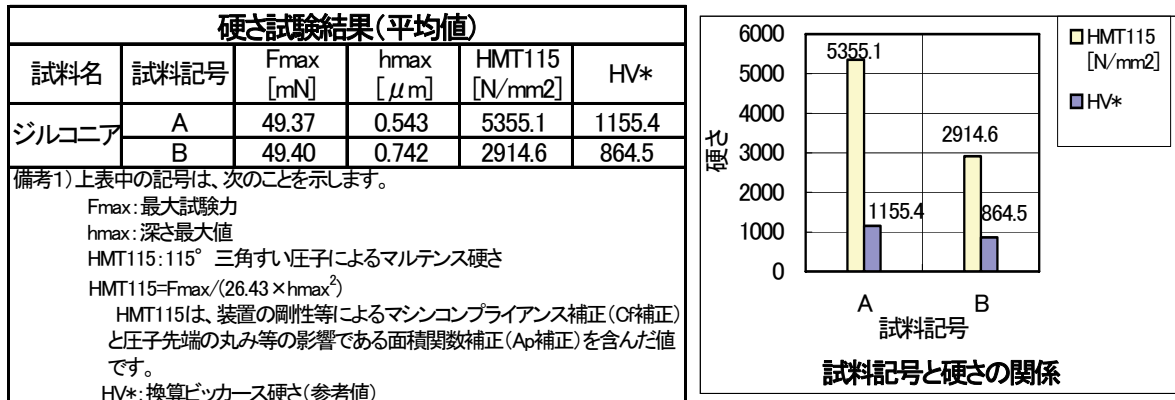 硬さ試験結果（平均値）
試料名 試料記号 Fmax [mN] hmax [μm] HMT115 [N/mm2] HV*
ジルコニア A 49.37 0.543 5355.1 1155.4
B 49.40 0.742 2914.6 864.5
備考1）上表中の記号は、次のことを示します。
Fmax：最大試験力
hmax：深さ最大値
HMT115：115° 三角すい圧子によるマルテンス硬さ
HMT115=Fmax/(26.43×hmax²)
HMT115は、装置の剛性等によるマシンコンプライアンス補正（Cf補正）
と圧子先端の丸み等の影響である面積関数補正（Ap補正）を含んだ値
です。
HV*：換算ビッカース硬さ（参考値）
硬さ
6000
5000
4000
3000
2000
1000
0
5355.1
1155.4
2914.6
864.5
A B
試料記号
HMT115
[N/mm2]
HV*
試料記号と硬さの関係